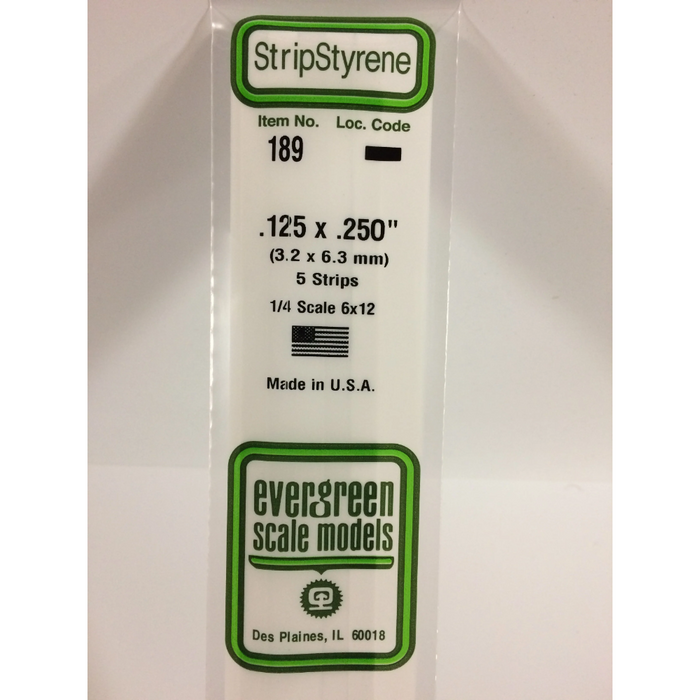 StripStyrene
Item No. Loc. Code
189
.125 x .250"
(3.2 x 6.3 mm)
5 Strips
1/4 Scale 6x12
Made in U.S.A.
evergreen
scale models
Des Plaines, IL 60018